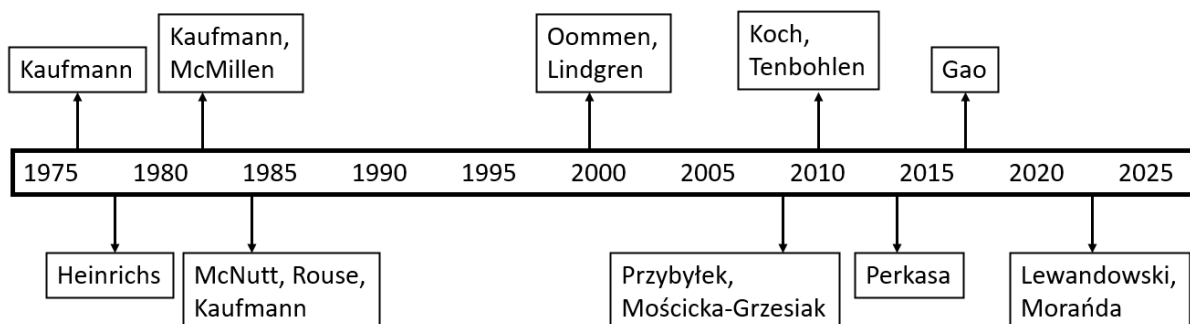 Kaufmann
Kaufmann,
McMillen
Oommen,
Lindgren
Koch,
Tenbohlen
Gao
1975 1980 1985 1990 1995 2000 2005 2010 2015 2020 2025
Heinrichs
McNutt, Rouse,
Kaufmann
Przybyłek,
Mościcka-Grzesiak
Perkasa
Lewandowski,
Morańda